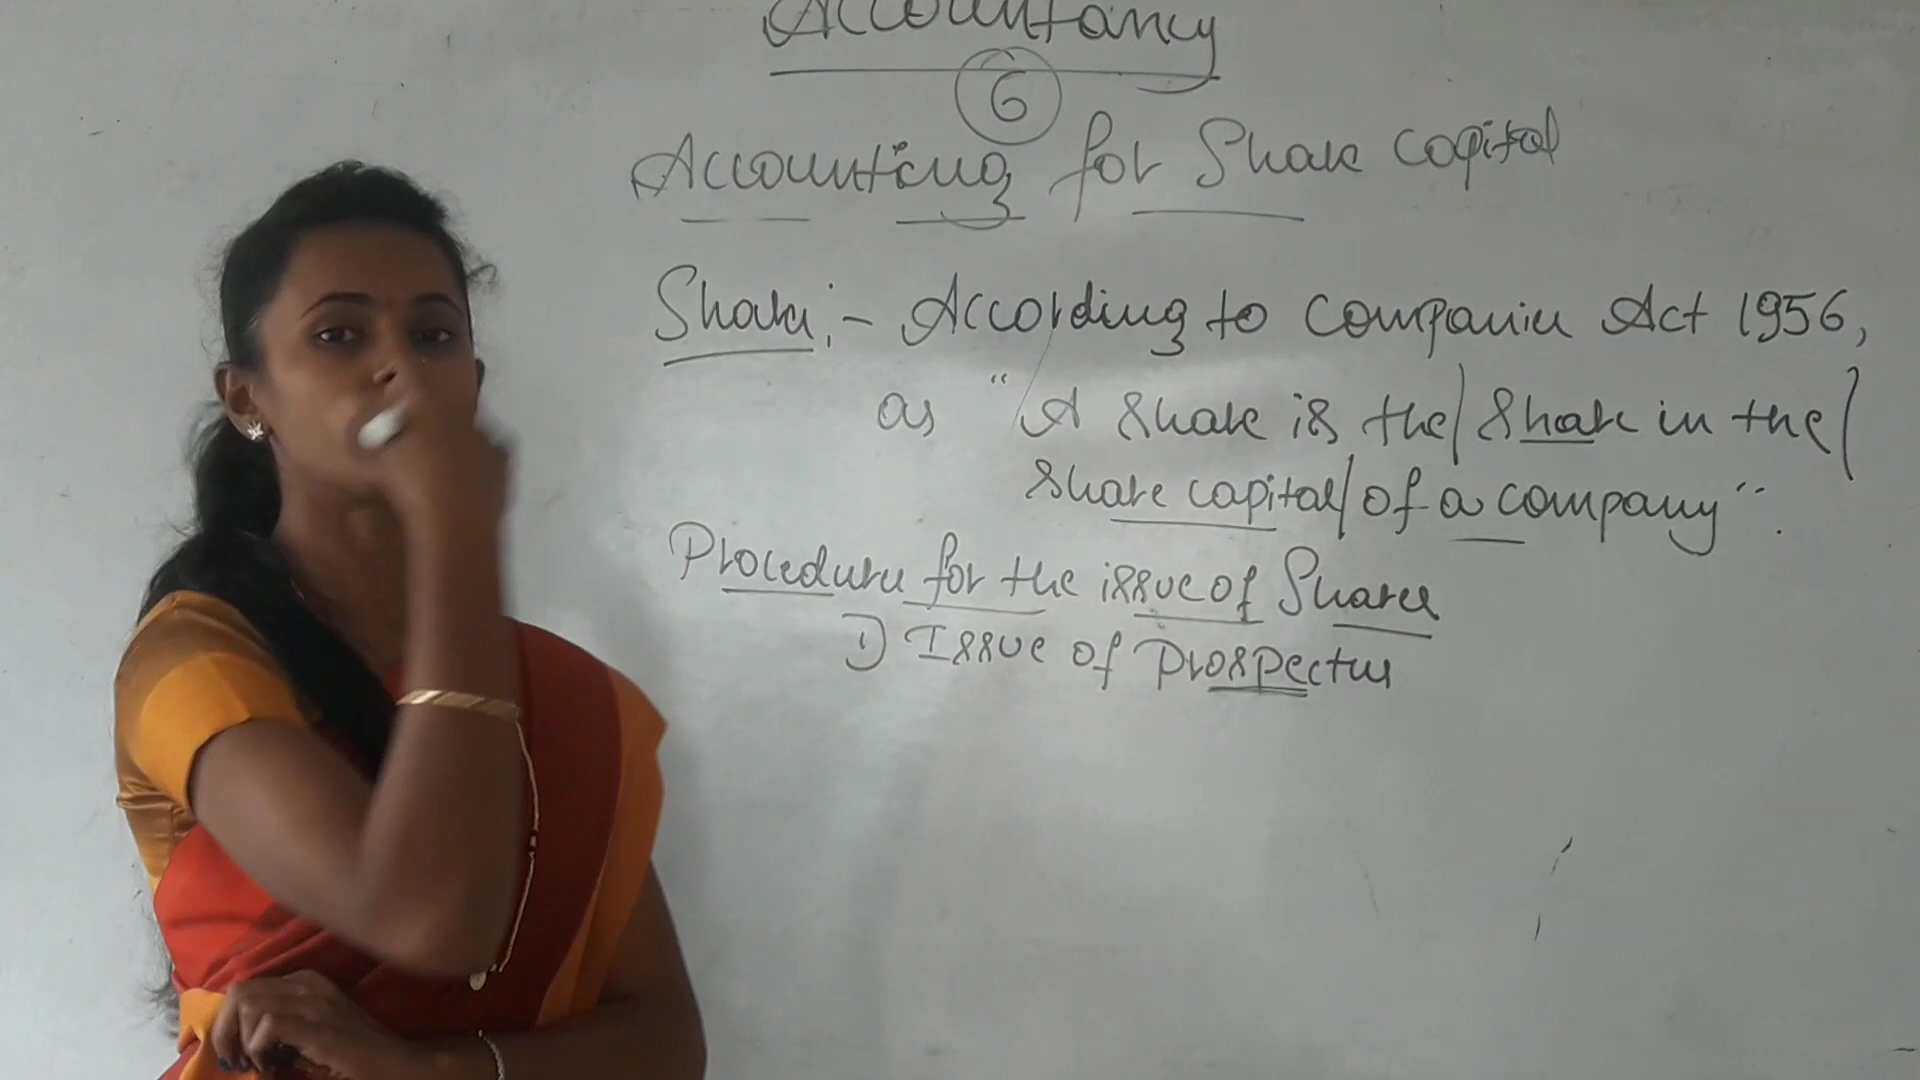 Accountancy
6
Accounting for Share capital
Share :- According to Companies Act 1956,
as "A share is the share in the
share capital of a company".
Procedure for the issue of Shares
1) Issue of Prospectus